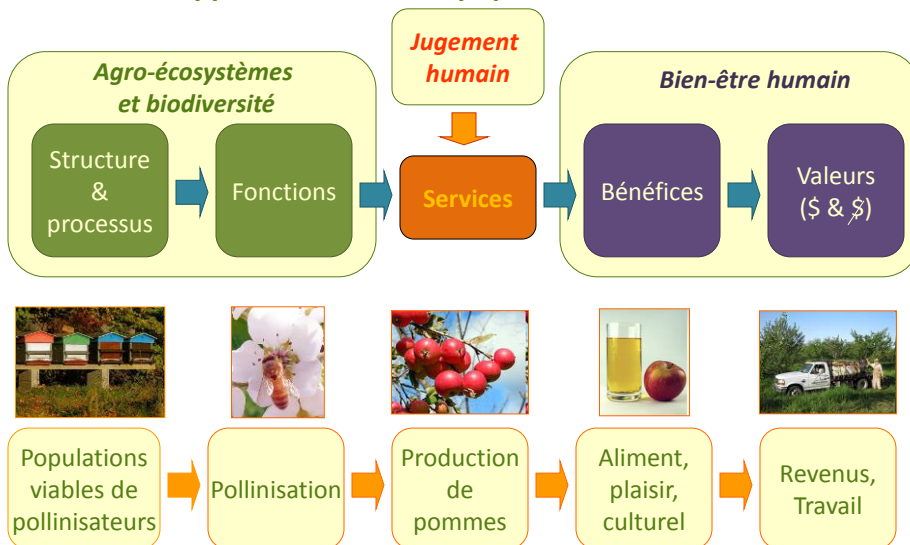 Jugement
humain
Agro-écosystèmes
et biodiversité
Bien-être humain
Structure
&
processus
Fonctions
Services
Bénéfices
Valeurs
($ & $)
Populations
viables de
pollinisateurs
Pollinisation
Production
de
pommes
Aliment,
plaisir,
culturel
Revenus,
Travail